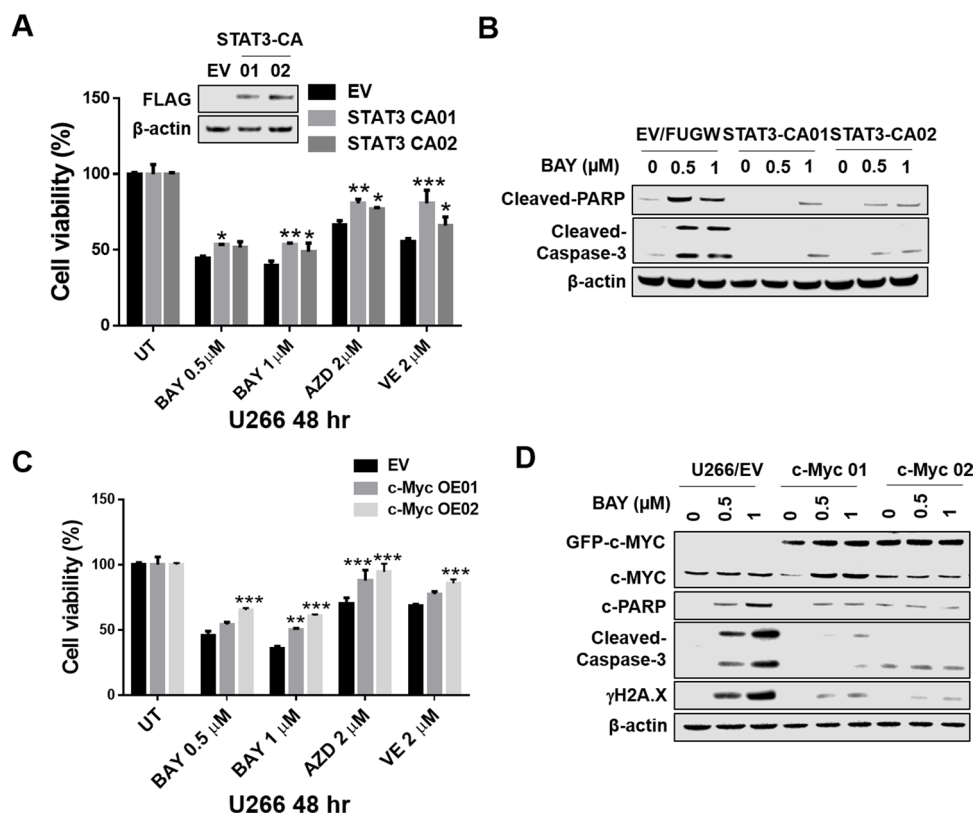 A
STAT3-CA
EV 01 02
FLAG
β-actin
EV
STAT3 CA01
STAT3 CA02
Cell viability (%)
150
100
50
0
* ** * ** * *** *
UT
BAY 0.5μM
BAY 1μM
AZD 2μM
VE 2 μM
U266 48 hr
B
EV/FUGW STAT3-CA01 STAT3-CA02
BAY (μM) 0 0.5 1 0 0.5 1 0 0.5 1
Cleaved-PARP
Cleaved-
Caspase-3
β-actin
C
EV
c-Myc OE01
c-Myc OE02
Cell viability (%)
150
100
50
0
*** ** *** *** *** ***
UT
BAY 0.5 μM
BAY 1 μM
AZD 2 μM
VE 2 μM
U266 48 hr
D
U266/EV c-Myc 01 c-Myc 02
BAY (μM) 0 0.5 1 0 0.5 1 0 0.5 1
GFP-c-MYC
c-MYC
c-PARP
Cleaved-
Caspase-3
γH2A.X
β-actin